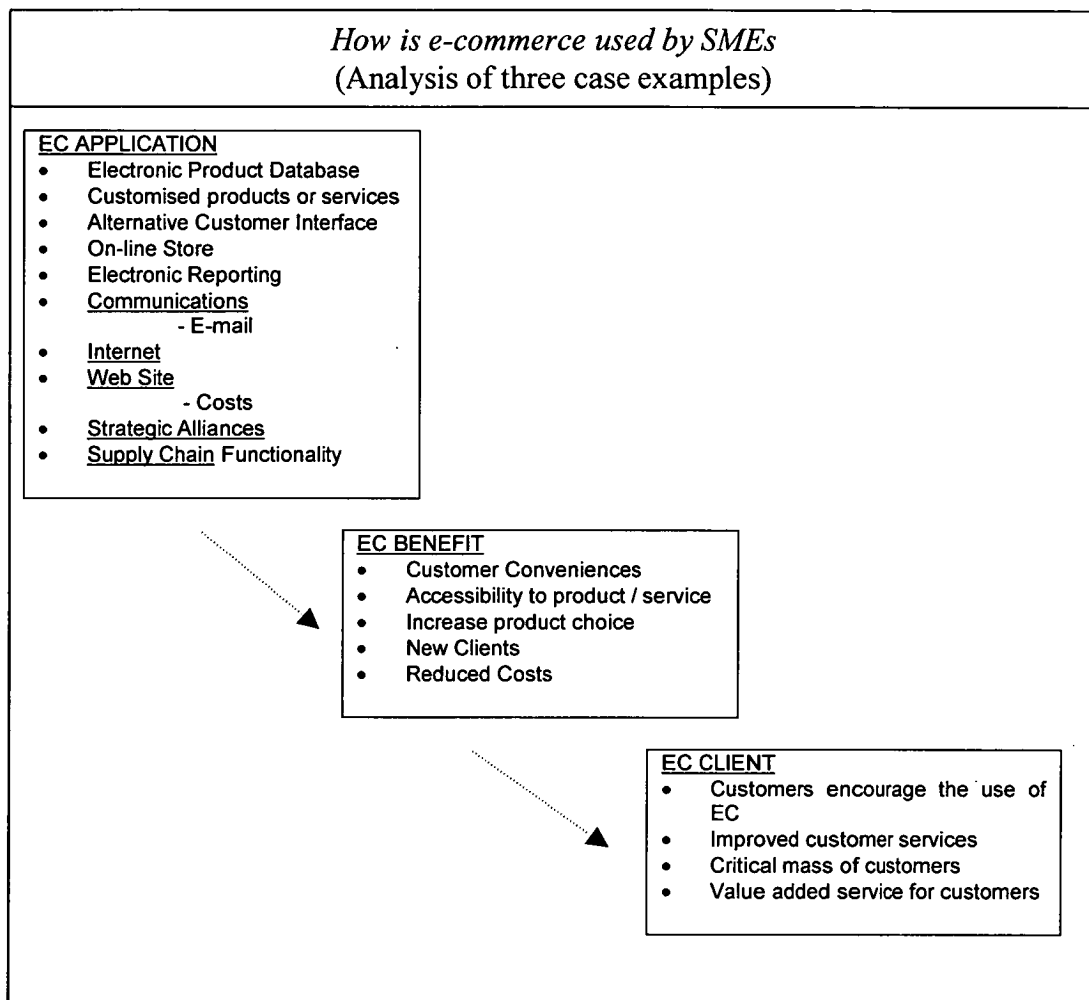 How is e-commerce used by SMEs
(Analysis of three case examples)
EC APPLICATION
• Electronic Product Database
• Customised products or services
• Alternative Customer Interface
• On-line Store
• Electronic Reporting
• Communications
- E-mail
• Internet
• Web Site
- Costs
• Strategic Alliances
• Supply Chain Functionality
EC BENEFIT
• Customer Conveniences
• Accessibility to product / service
• Increase product choice
• New Clients
• Reduced Costs
EC CLIENT
• Customers encourage the use of
EC
• Improved customer services
• Critical mass of customers
• Value added service for customers